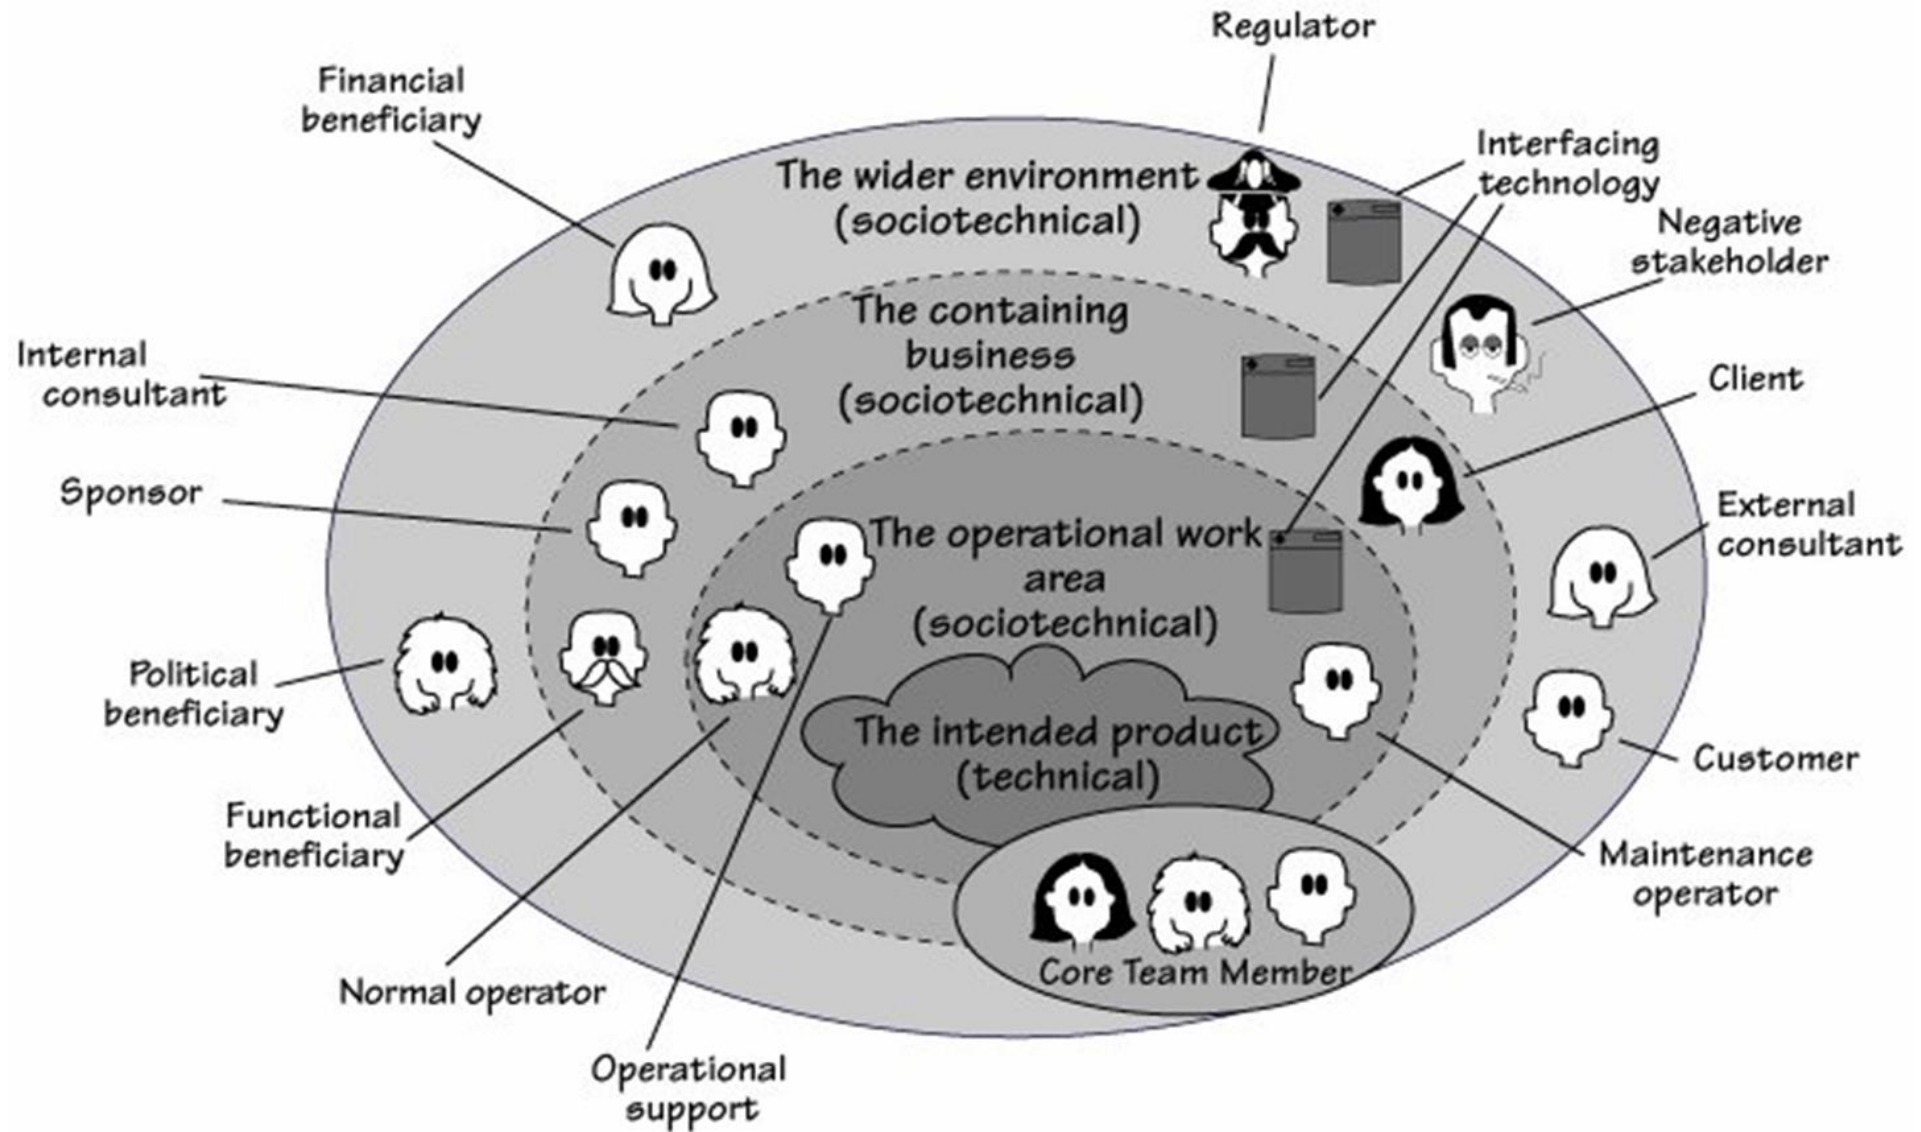 Regulator
Financial
beneficiary
Interfacing
technology
The wider environment
(sociotechnical)
Negative
stakeholder
The containing
business
(sociotechnical)
Internal
consultant
Client
Sponsor
External
consultant
The operational work
area
(sociotechnical)
Political
beneficiary
The intended product
(technical)
Customer
Functional
beneficiary
Maintenance
operator
Core Team Member
Normal operator
Operational
support